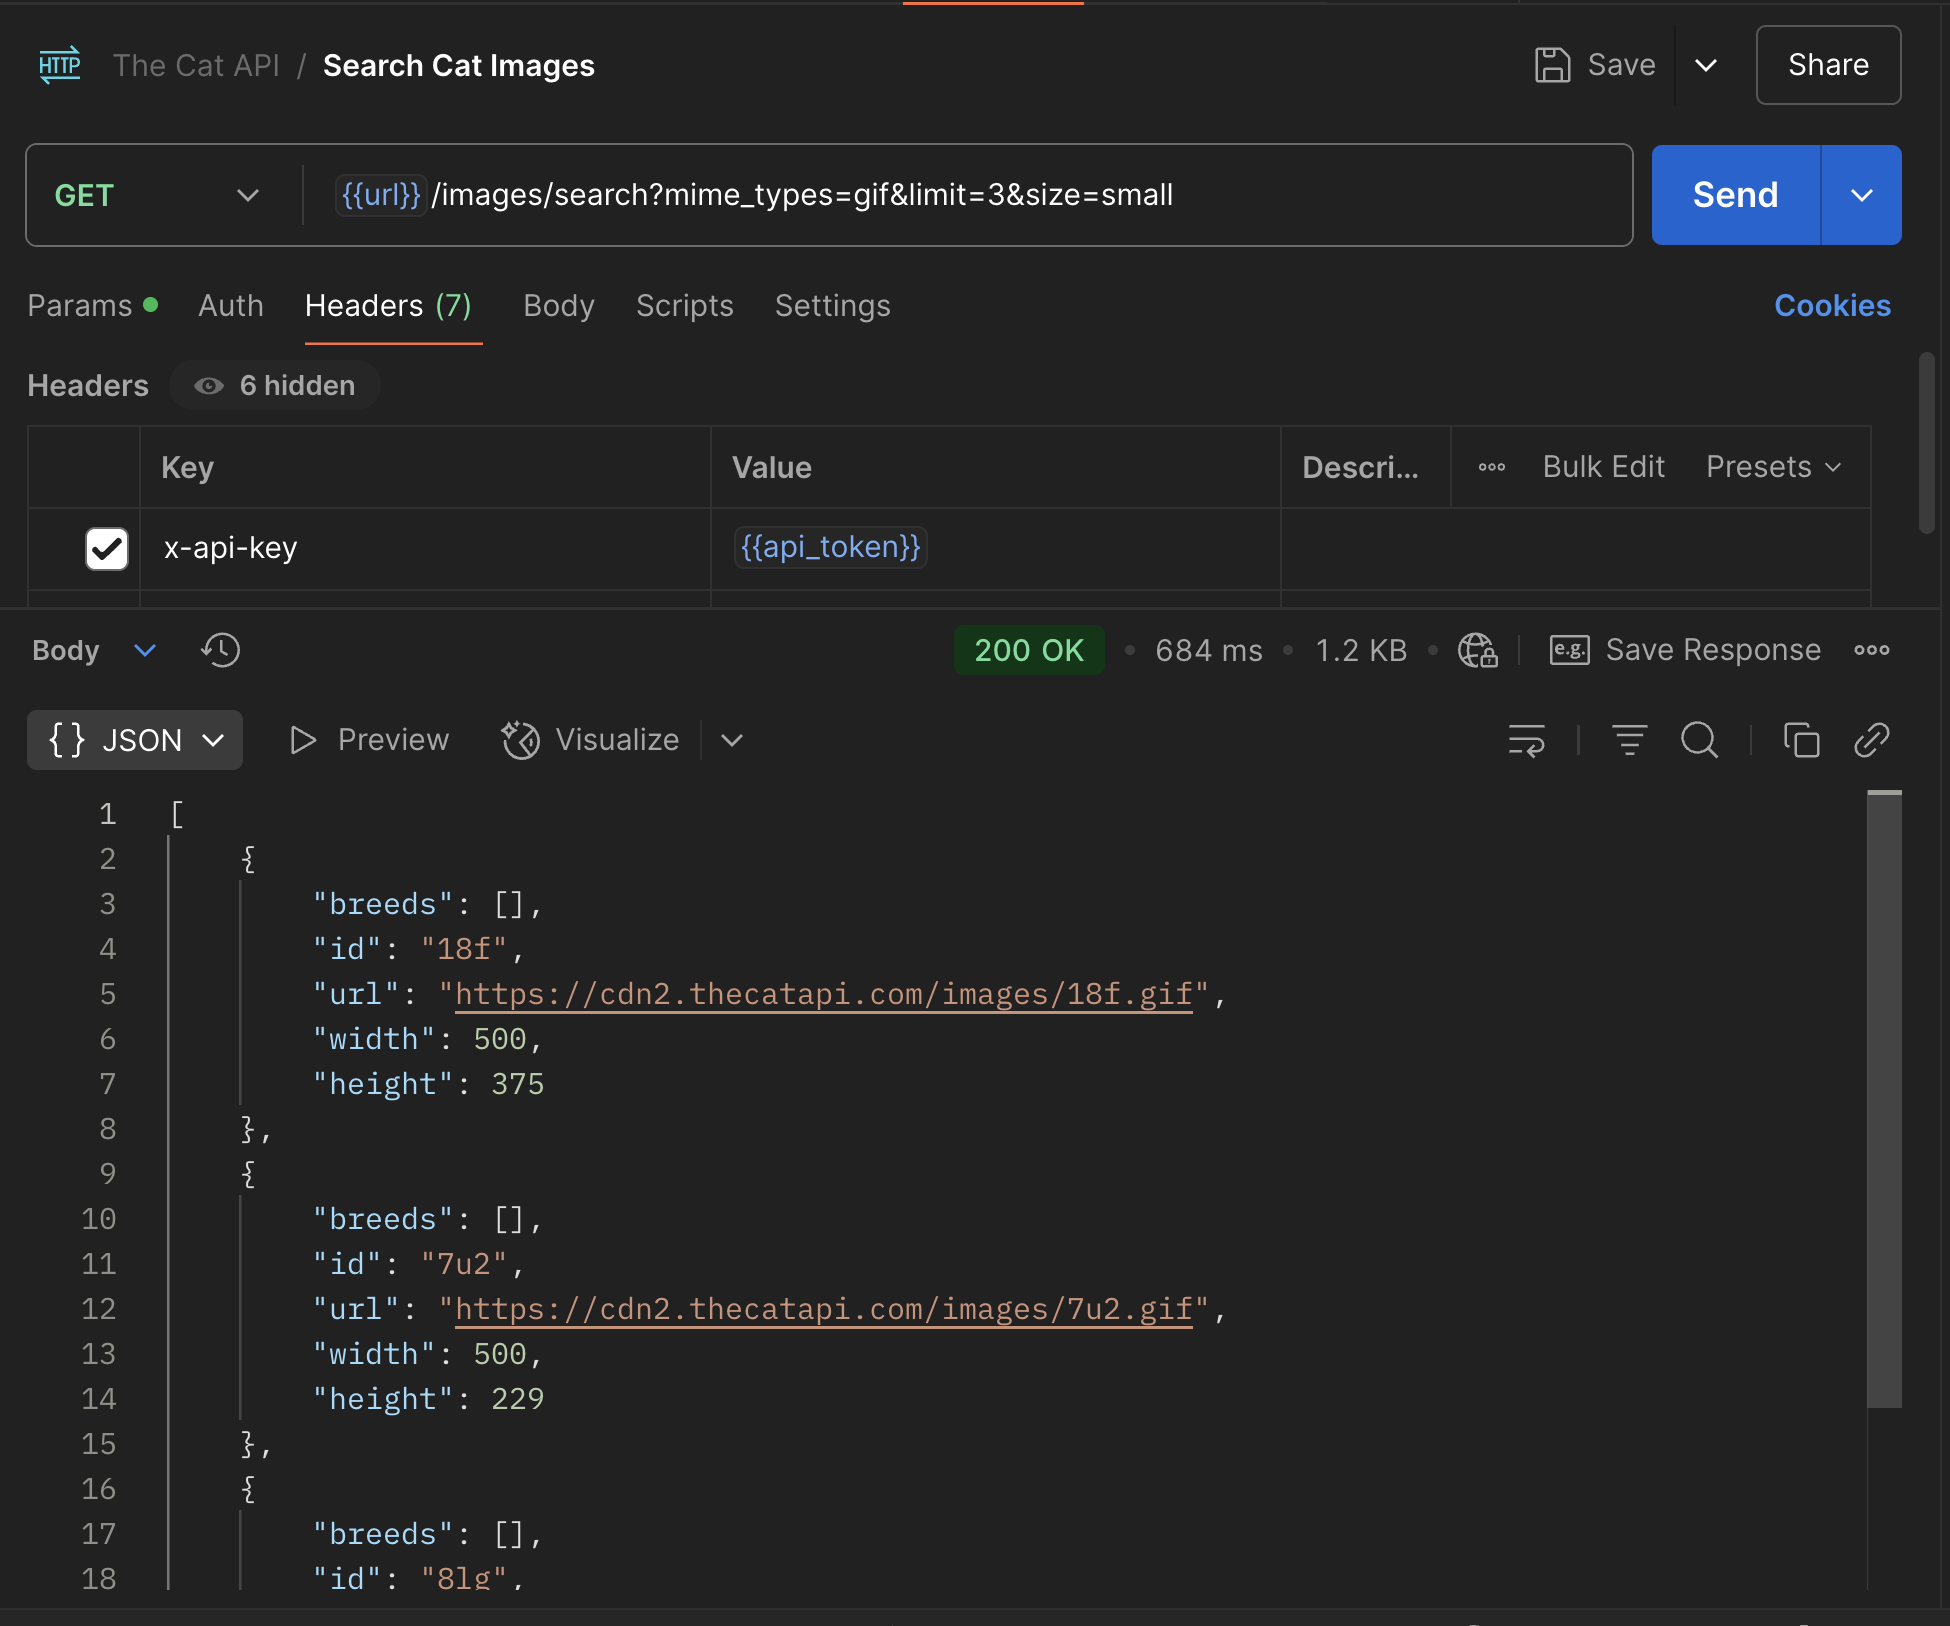 HTTP The Cat API / Search Cat Images Save Share
GET {{url}}/images/search?mime_types=gif&limit=3&size=small Send
Params Auth Headers (7) Body Scripts Settings Cookies
Headers 6 hidden
Key Value Descri... Bulk Edit Presets
x-api-key {{api_token}}
Body 200 OK • 684 ms • 1.2 KB • e.g. Save Response
{} JSON Preview Visualize
1 [
2 {
3 "breeds": [],
4 "id": "18f",
5 "url": "https://cdn2.thecatapi.com/images/18f.gif",
6 "width": 500,
7 "height": 375
8 },
9 {
10 "breeds": [],
11 "id": "7u2",
12 "url": "https://cdn2.thecatapi.com/images/7u2.gif",
13 "width": 500,
14 "height": 229
15 },
16 {
17 "breeds": [],
18 "id": "8lg",